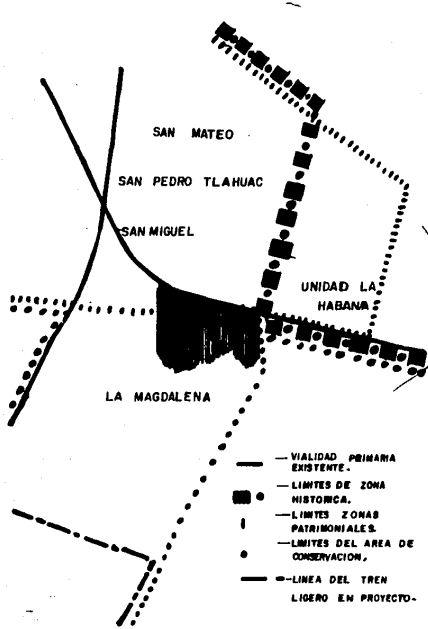 SAN MATEO
SAN PEDRO TLAHUAC
SAN MIGUEL
UNIDAD LA
HABANA
LA MAGDALENA
— VIALIDAD PRIMARIA
EXISTENTE.
— LIMITES DE ZONA
HISTORICA.
— LIMITES ZONAS
PATRIMONIALES.
— LIMITES DEL AREA DE
CONSERVACION.
— LINEA DEL TREN
LIGERO EN PROYECTO.